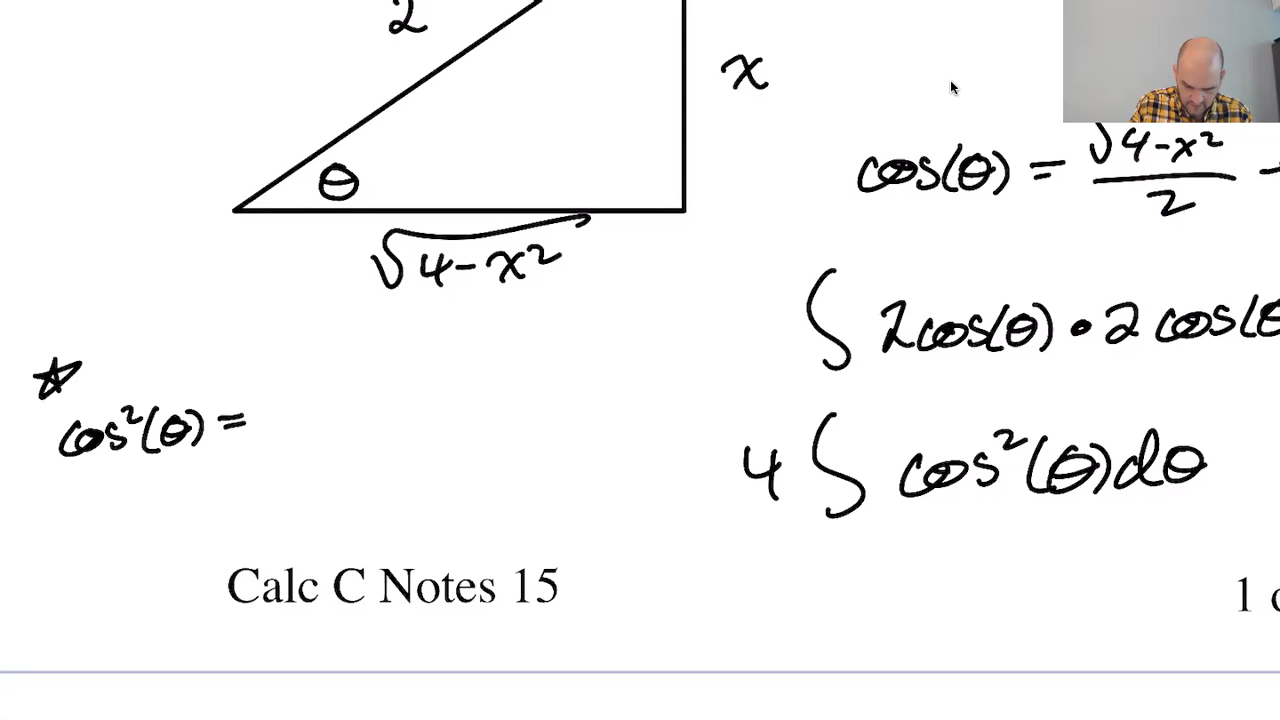 2
x
θ
√4-x²
cos(θ) = √4-x² / 2
∫ 2cos(θ) • 2 cos(θ
☆
cos²(θ) =
4 ∫ cos²(θ)dθ
Calc C Notes 15
1 o